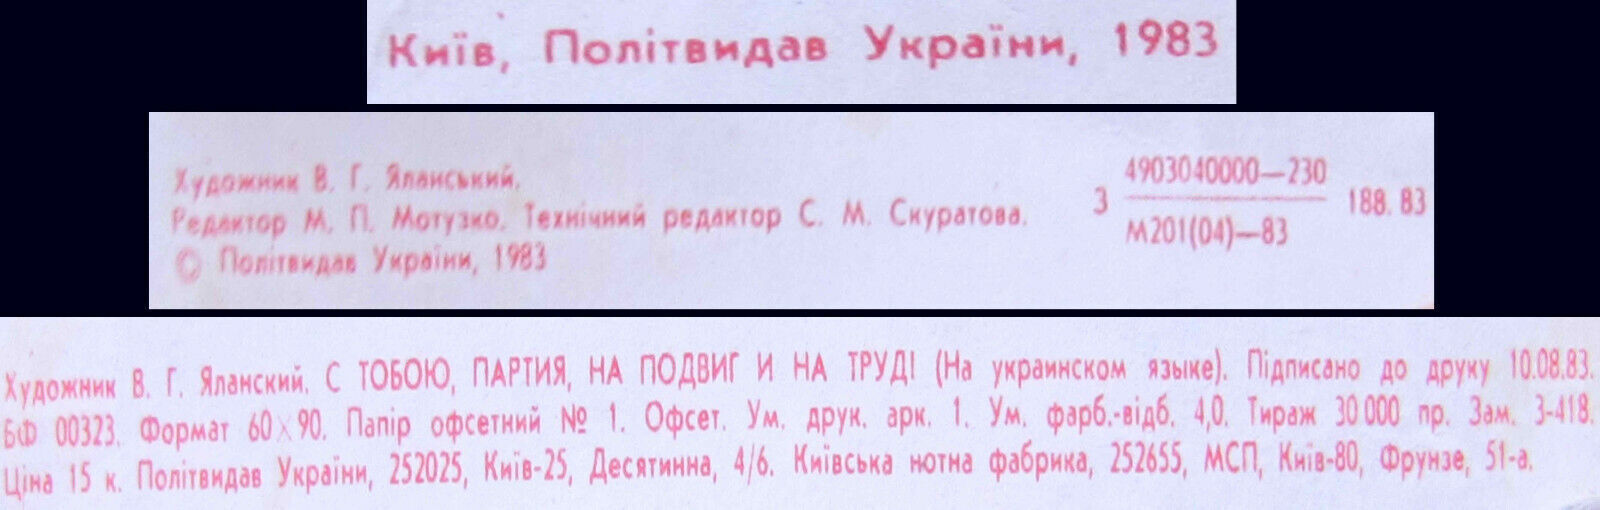 Київ, Політвидав України, 1983
Художник В. Г. Яланський.
Редактор М. П. Мотузко. Технічний редактор С. М. Скуратова.
© Політвидав України, 1983
З 4903040000—230 188. 83
М201(04)—83
Художник В. Г. Яланский. С ТОБОЮ, ПАРТИЯ, НА ПОДВИГ И НА ТРУД! (На украинском языке). Підписано до друку 10.08.83.
БФ 00323. Формат 60×90. Папір офсетний № 1. Офсет. Ум. друк. арк. 1. Ум. фарб.-відб. 4,0. Тираж 30 000 пр. Зам. 3-418.
Ціна 15 к. Політвидав України, 252025, Київ-25, Десятинна, 4/6. Київська нотна фабрика, 252655, МСП, Київ-80, Фрунзе, 51-а.